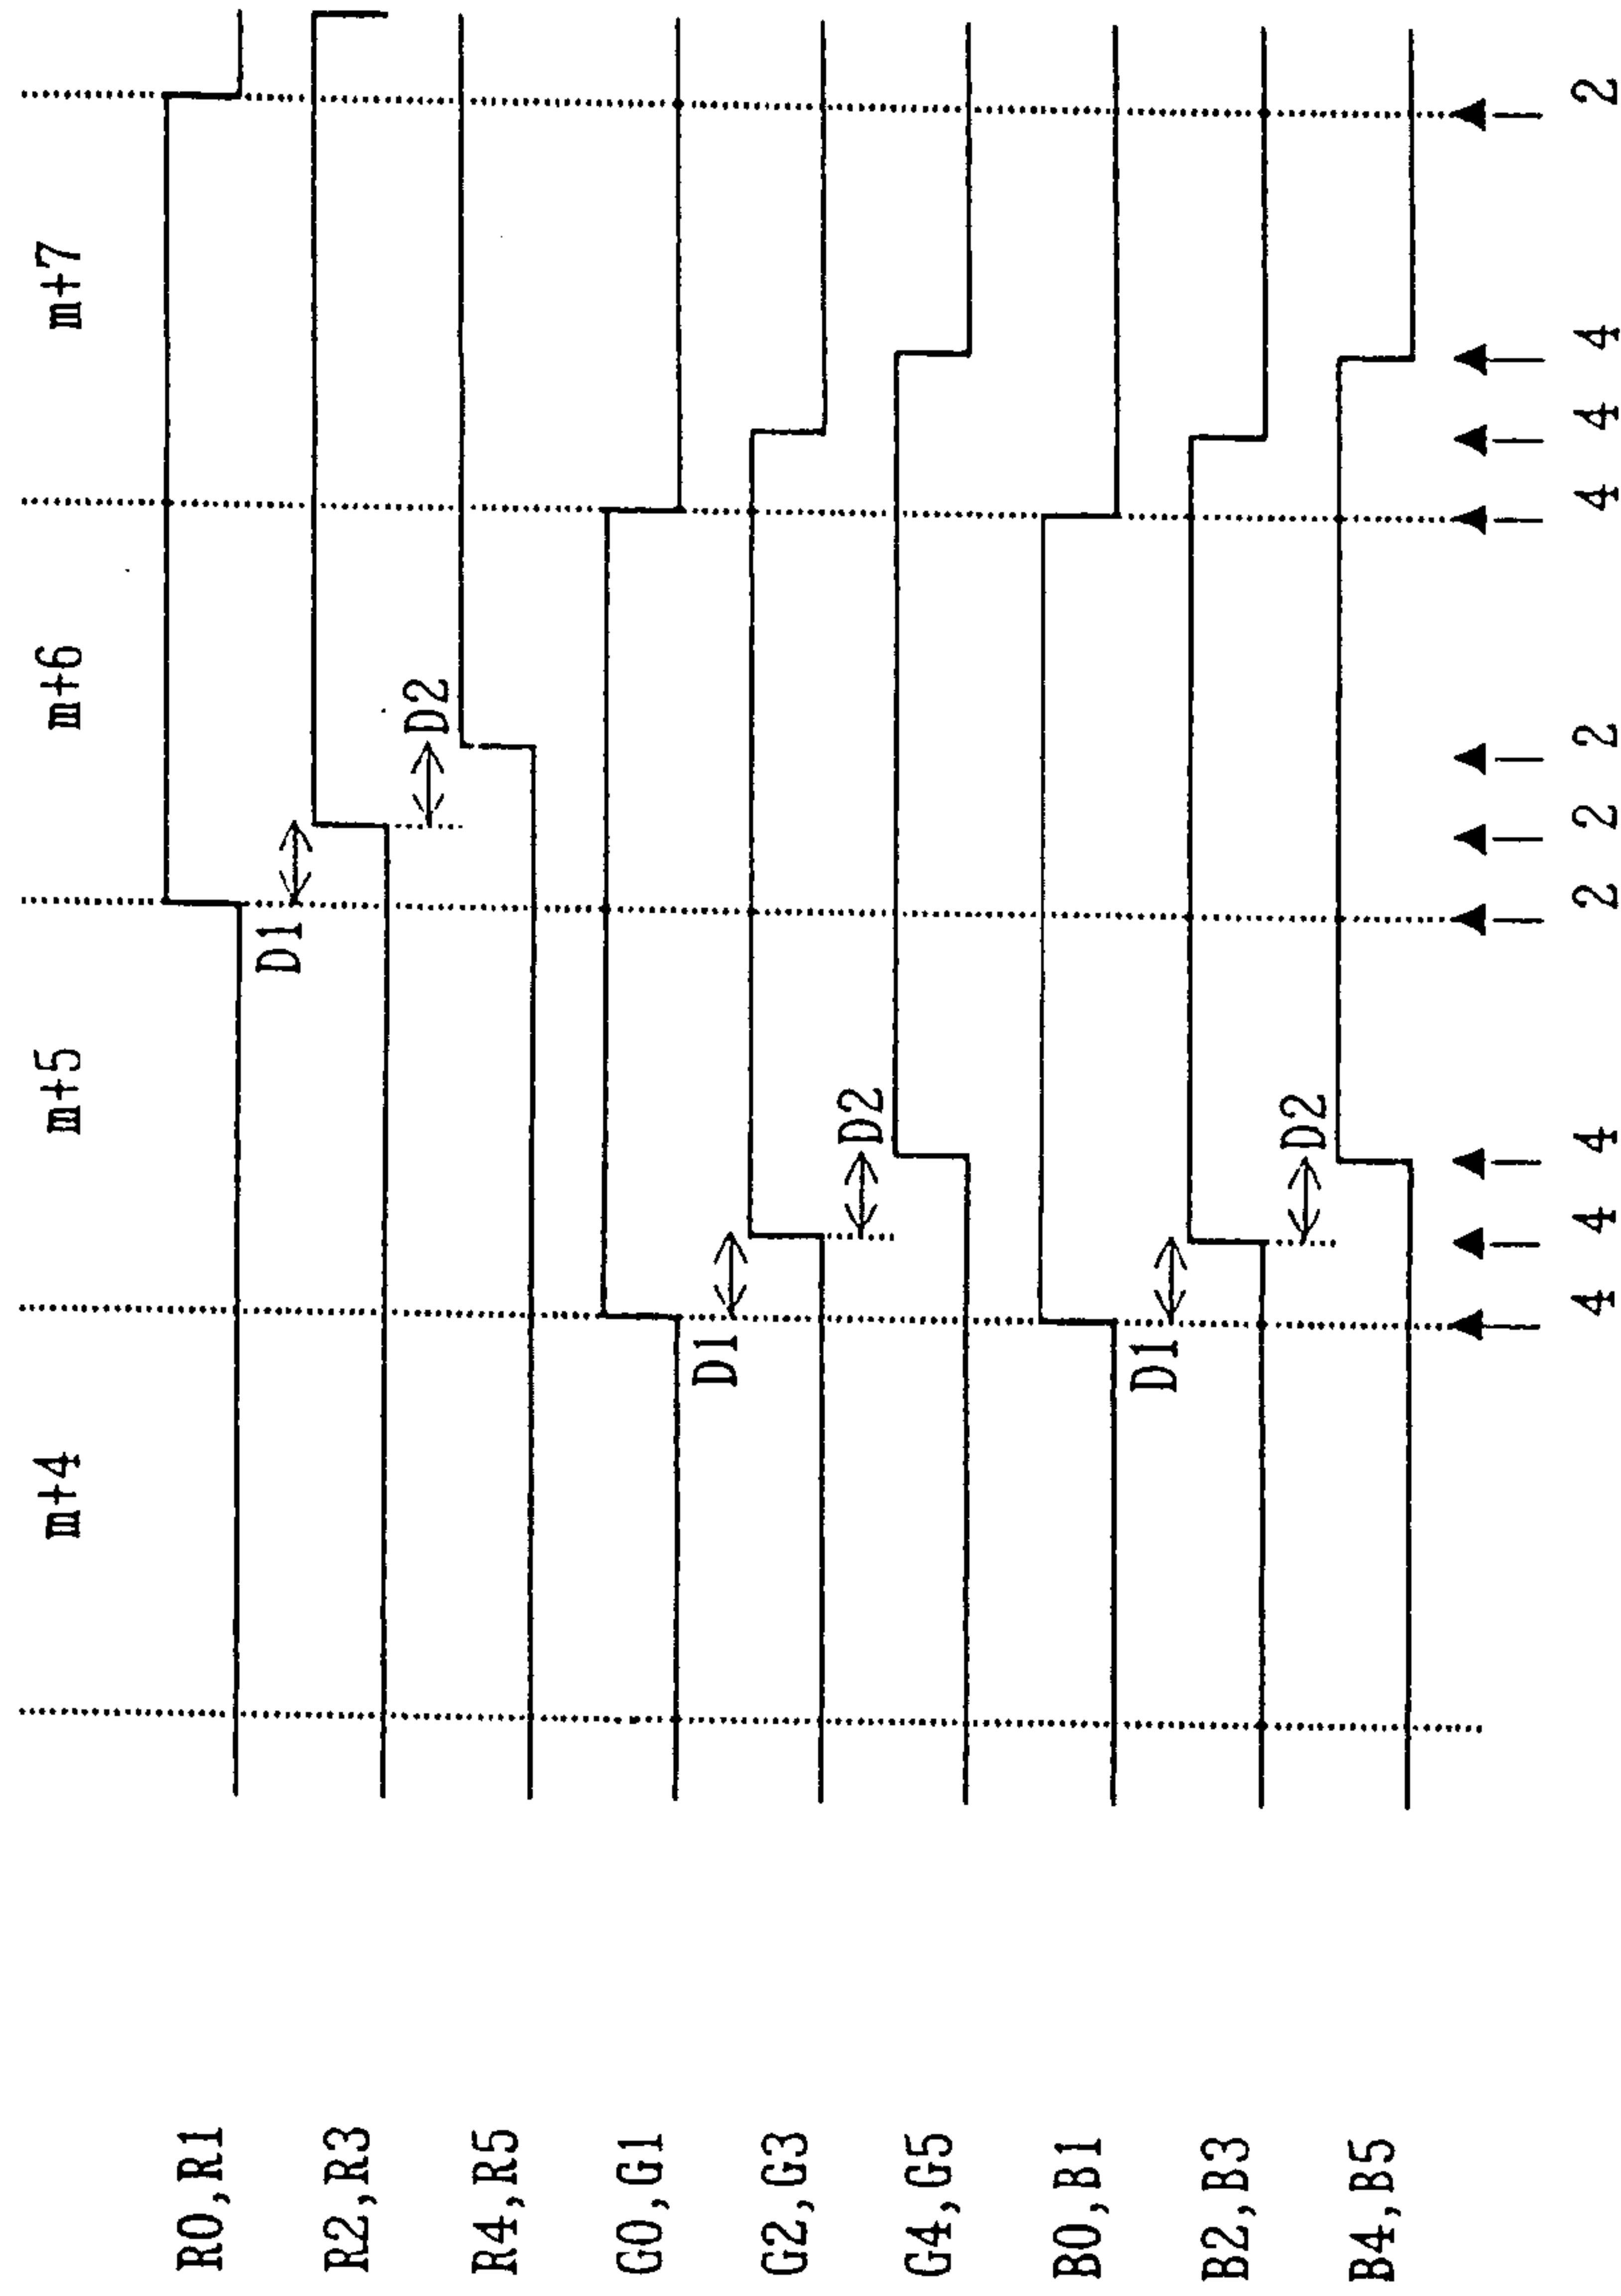 m+4 m+5 m+6 m+7
R0,R1
D1
R2,R3
D2
R4,R5
G0,G1
D1
G2,G3
D2
G4,G5
B0,B1
D1
B2,B3
D2
B4,B5
4 4 4 2 2 2 4 4 4 2